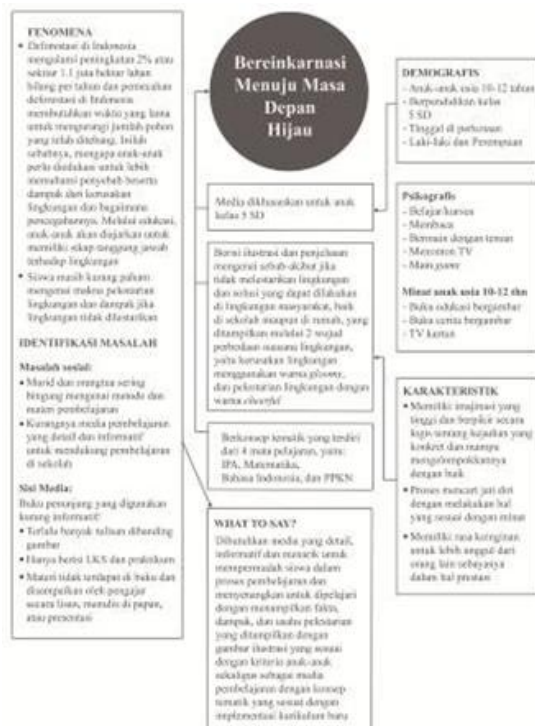 FENOMENA
• Deforestasi di Indonesia
mengalami peningkatan 2% atau
sekitar 1.1 juta hektar lahan
hilang per tahun dan pemulihan
deforestasi di Indonesia
membutuhkan waktu yang lama
untuk mengurangi jumlah pohon
yang telah ditebang. Inilah
sebabnya, mengapa anak-anak
perlu diedukasi untuk lebih
memahami penyebab beserta
dampak dari kerusakan
lingkungan dan bagaimana
pencegahannya. Melalui edukasi,
anak-anak akan diajarkan untuk
memiliki sikap tanggung jawab
terhadap lingkungan
• Siswa masih kurang paham
mengenai makna pelestarian
lingkungan dan dampak jika
lingkungan tidak dilestarikan
IDENTIFIKASI MASALAH
Masalah sosial:
• Murid dan orangtua sering
bingung mengenai metode dan
materi pembelajaran
• Kurangnya media pembelajaran
yang detail dan informatif
untuk mendukung pembelajaran
di sekolah
Sisi Media:
Buku penunjang yang digunakan
kurang informatif:
• Terlalu banyak tulisan dibanding
gambar
• Hanya berisi LKS dan praktikum
• Materi tidak terdapat di buku dan
disampaikan oleh pengajar
secara lisan, menulis di papan,
atau presentasi
Bereinkarnasi
Menuju Masa
Depan
Hijau
Media dikhususkan untuk anak
kelas 5 SD
Berisi ilustrasi dan penjelasan
mengenai sebab-akibat jika
tidak melestarikan lingkungan
dan solusi yang dapat dilakukan
di lingkungan masyarakat, baik
di sekolah maupun di rumah, yang
ditampilkan melalui 2 wujud
perbedaan suasana lingkungan,
yaitu kerusakan lingkungan
menggunakan warna gloomy,
dan pelestarian lingkungan dengan
warna cheerful
Berkonsep tematik yang terdiri
dari 4 mata pelajaran, yaitu:
IPA, Matematika,
Bahasa Indonesia, dan PPKN
WHAT TO SAY?
Dibutuhkan media yang detail,
informatif dan menarik untuk
mempermudah siswa dalam
proses pembelajaran dan
menyenangkan untuk dipelajari
dengan menampilkan fakta,
dampak, dan usaha pelestarian
yang ditampilkan dengan
gambar ilustrasi yang sesuai
dengan kriteria anak-anak
sekaligus sebagai media
pembelajaran dengan konsep
tematik yang sesuai dengan
implementasi kurikulum baru
DEMOGRAFIS
- Anak-anak usia 10-12 tahun
- Berpendidikan kelas
5 SD
- Tinggal di perkotaan
- Laki-laki dan Perempuan
Psikografis
- Belajar/kursus
- Membaca
- Bermain dengan teman
- Menonton TV
- Main game
Minat anak usia 10-12 thn
- Buku edukasi bergambar
- Buku cerita bergambar
- TV kartun
KARAKTERISTIK
• Memiliki imajinasi yang
tinggi dan berpikir secara
logis tentang kejadian yang
konkret dan mampu
mengelompokkannya
dengan baik
• Proses mencari jati diri
dengan melakukan hal
yang sesuai dengan minat
• Memiliki rasa keinginan
untuk lebih unggul dari
orang lain sebayanya
dalam hal prestasi